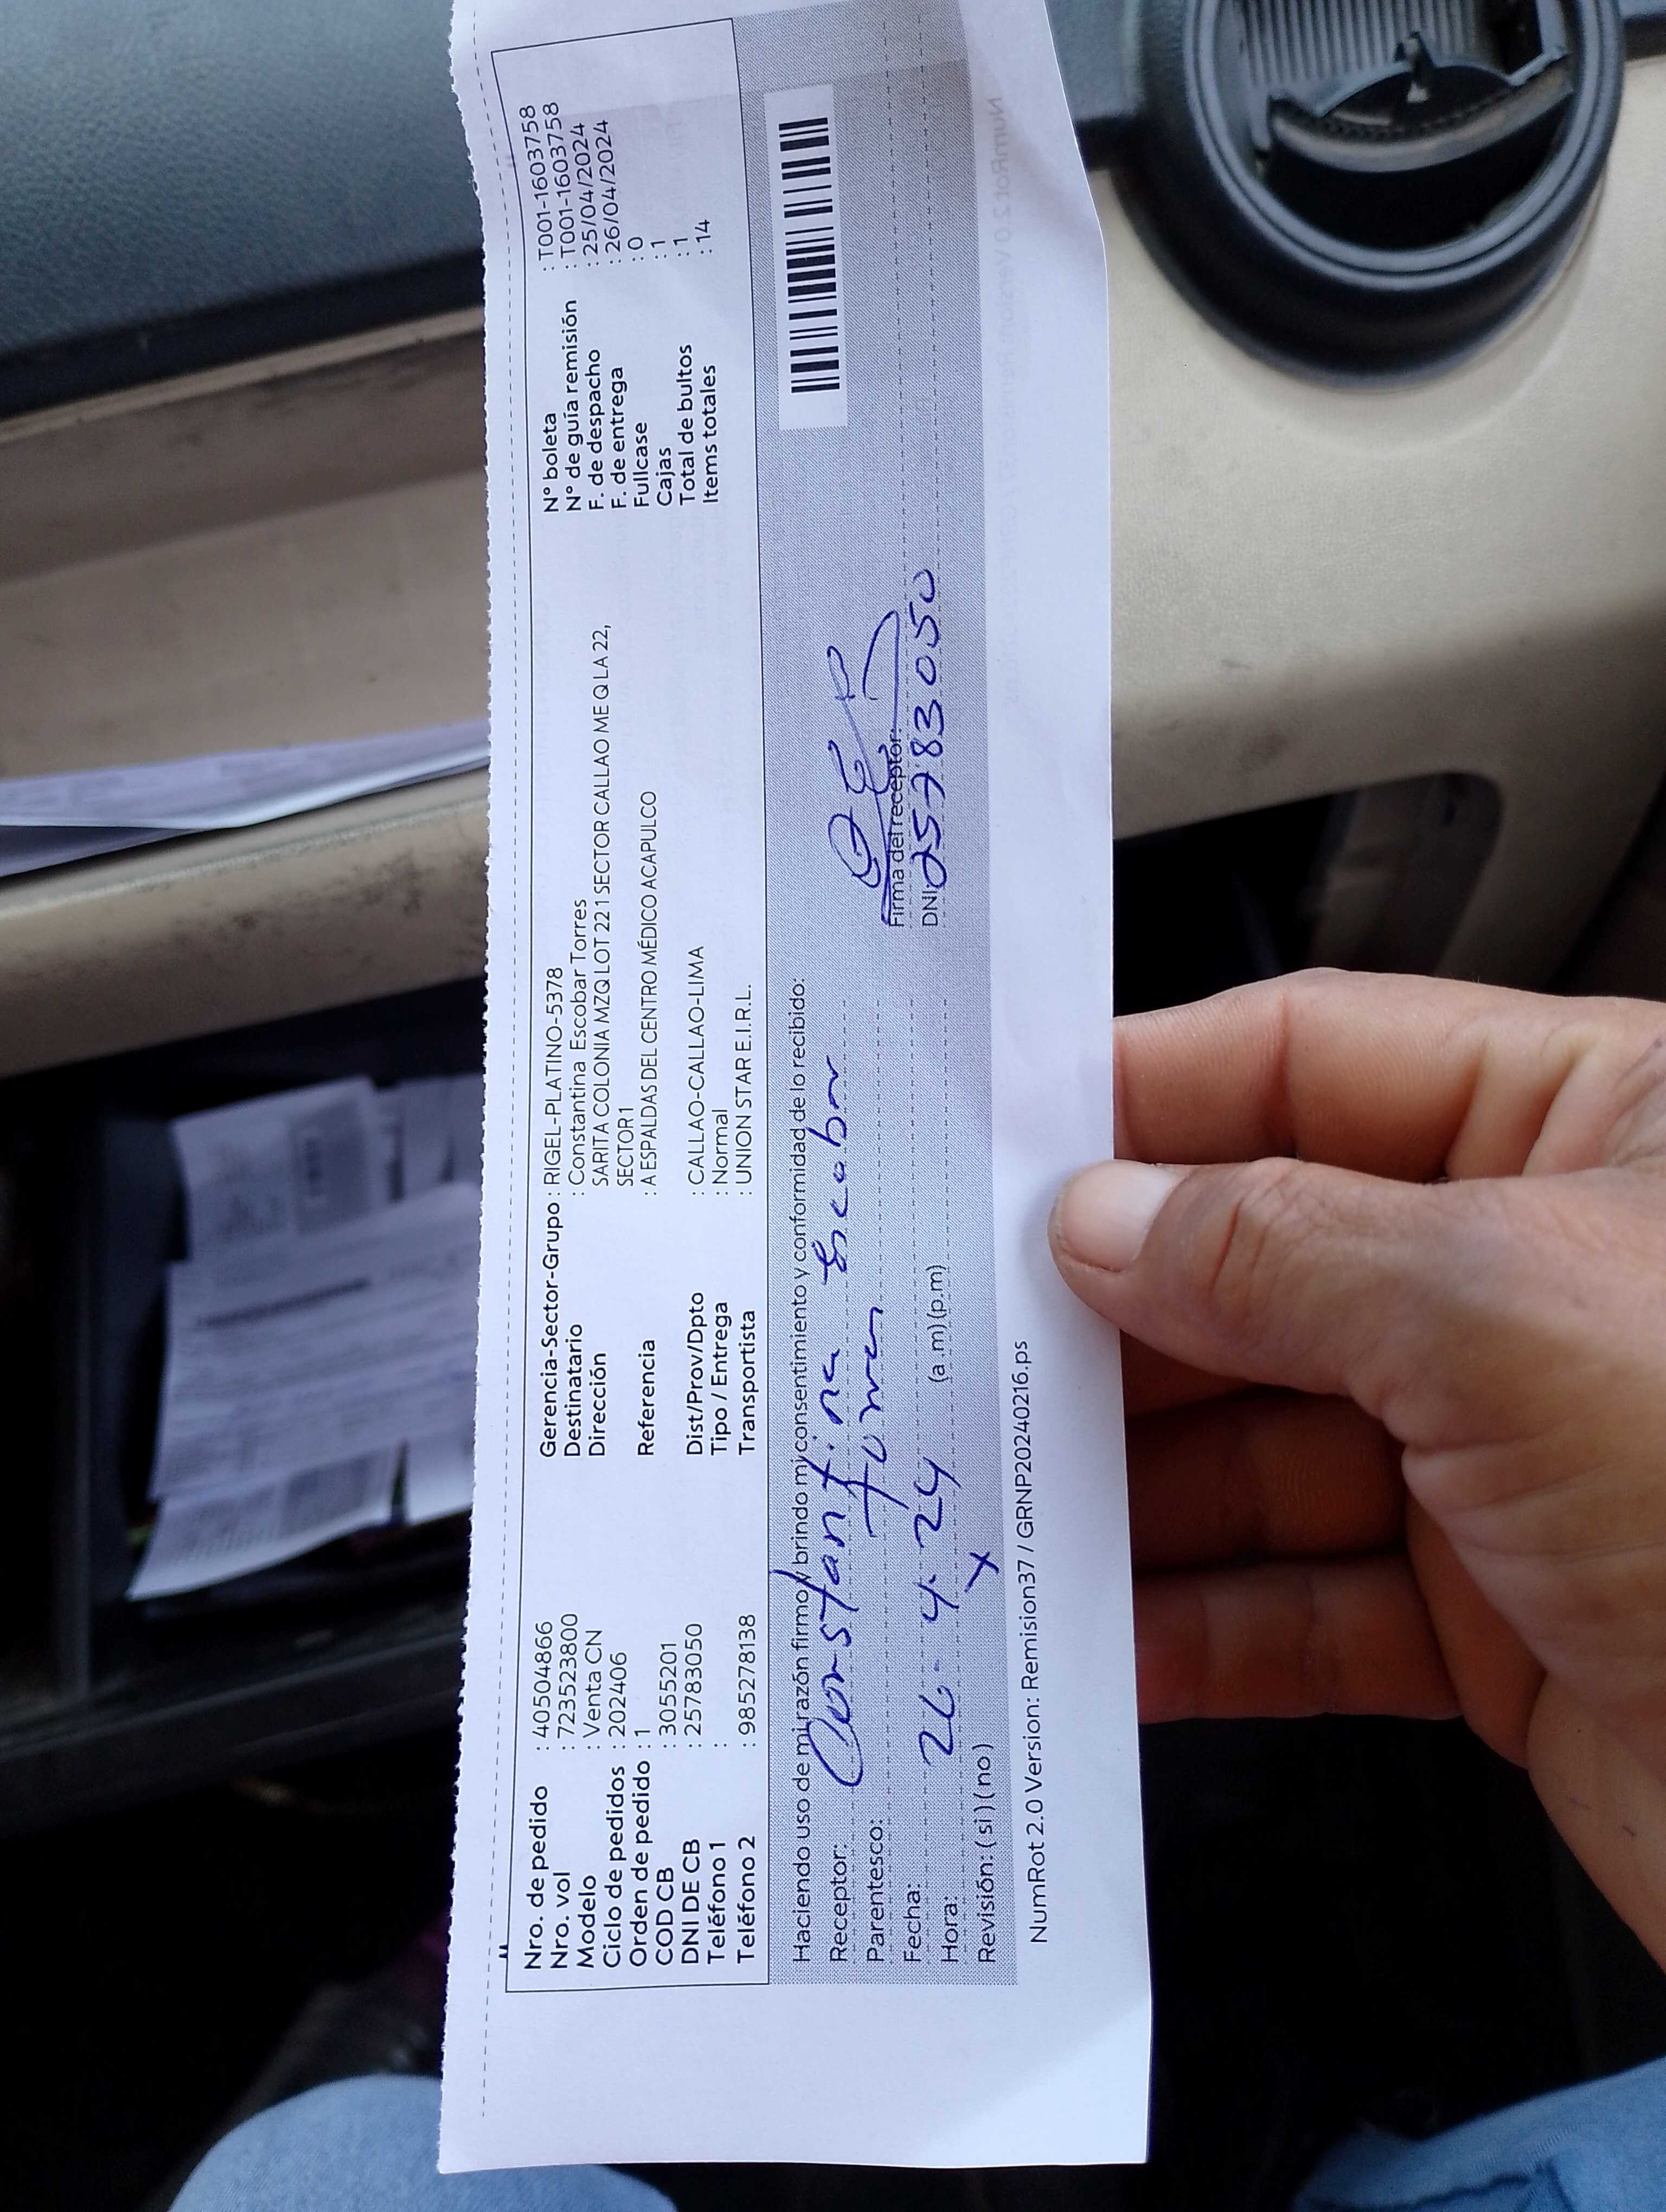 Nro. de pedido : 40504866
Nro. vol : 7235238​00
Modelo : Venta CN
Ciclo de pedidos : 202406
Orden de pedido : 1
COD CB : 3055201
DNI DE CB : 25783050
Teléfono 1 :
Teléfono 2 : 985278138
Gerencia-Sector-Grupo : RIGEL-PLATINO-5378
Destinatario : Constantina Escobar Torres
Dirección SARITA COLONIA MZQ LOT 22 1 SECTOR CALLAO ME Q LA 22,
SECTOR1
Referencia : A ESPALDAS DEL CENTRO MÉDICO ACAPULCO
Dist/Prov/Dpto : CALLAO-CALLAO-LIMA
Tipo / Entrega : Normal
Transportista : UNION STAR E.I.R.L.
N° boleta : T001-1603758
N° de guía remisión : T001-1603758
F. de despacho : 25/04/2024
F. de entrega : 26/04/2024
Fullcase : 0
Cajas : 1
Total de bultos : 1
Items totales : 14
Haciendo uso de mi razón firmo y brindo mi consentimiento y conformidad de lo recibido:
Receptor: Constantina Escobar
Parentesco:
Fecha: 26. 4. 24
Hora: (a.m) (p.m)
Revisión: ( si ) ( no ) X
Firma del receptor:
DNI 25783050
NumRot 2.0 Version: Remision37 / GRNP20240216.ps